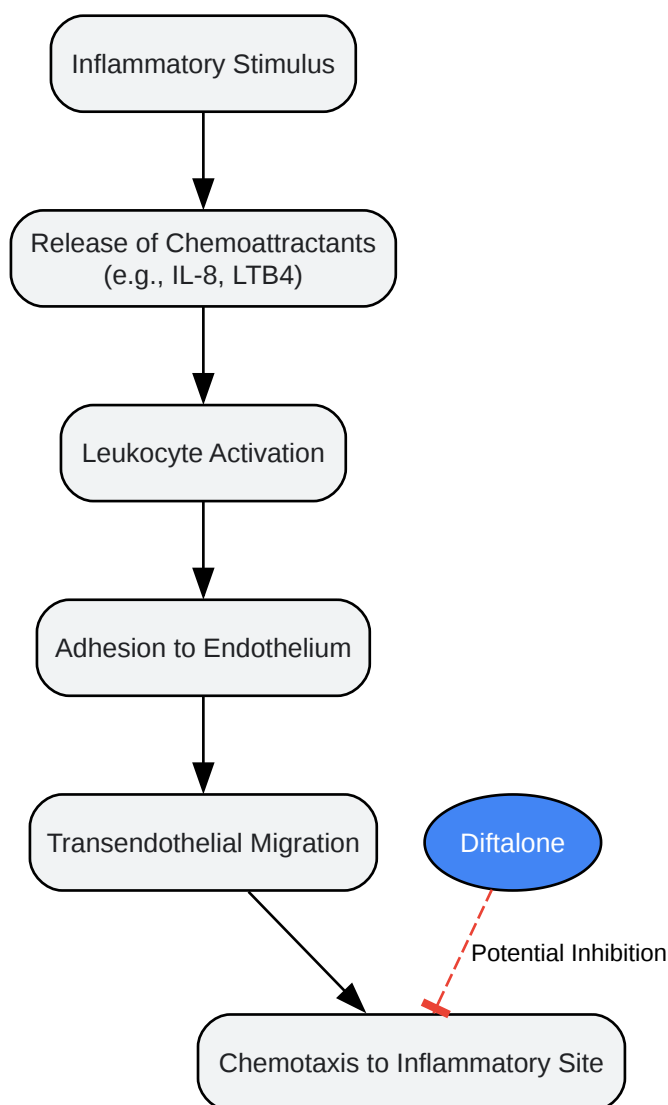 Inflammatory Stimulus
Release of Chemoattractants
(e.g., IL-8, LTB4)
Leukocyte Activation
Adhesion to Endothelium
Transendothelial Migration
Diftalone
Potential Inhibition
Chemotaxis to Inflammatory Site